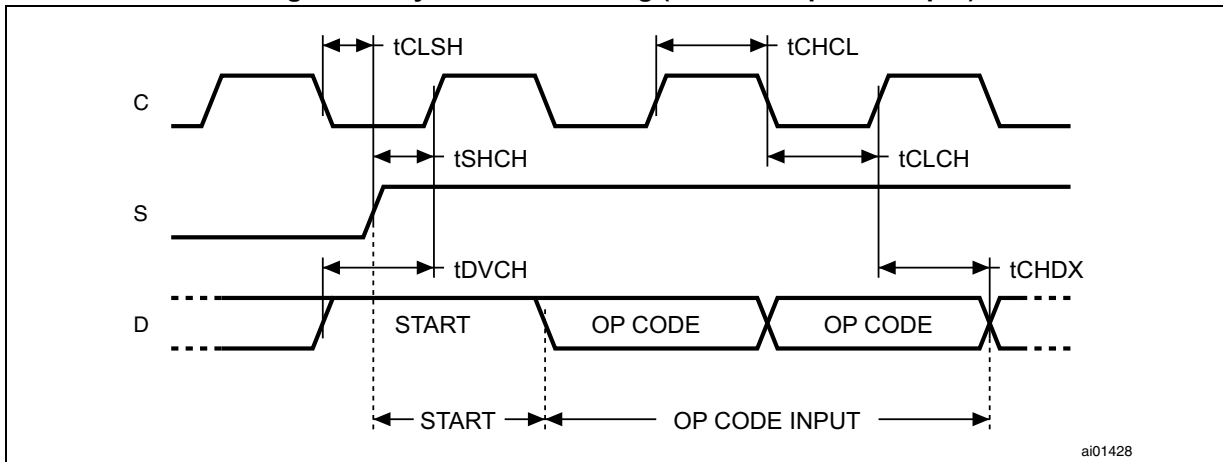 tCLSH
tCHCL
C
tSHCH
tCLCH
S
tDVCH
tCHDX
D
START
OP CODE
OP CODE
START
OP CODE INPUT
ai01428